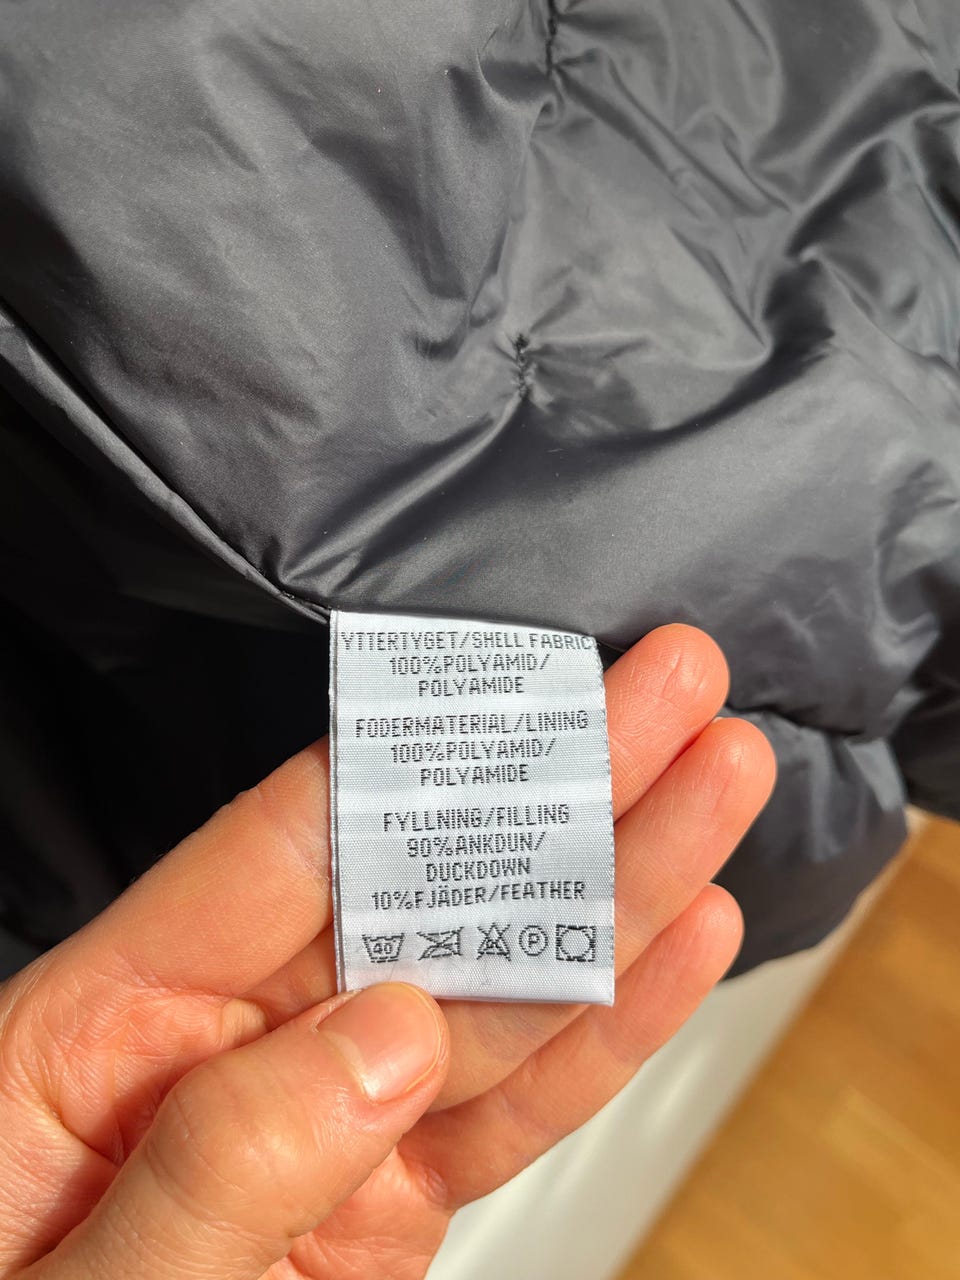 YTTERTYGET/SHELL FABRIC
100%POLYAMID/
POLYAMIDE
FODERMATERIAL/LINING
100%POLYAMID/
POLYAMIDE
FYLLNING/FILLING
90%ANKDUN/
DUCKDOWN
10%FJÄDER/FEATHER
40 P